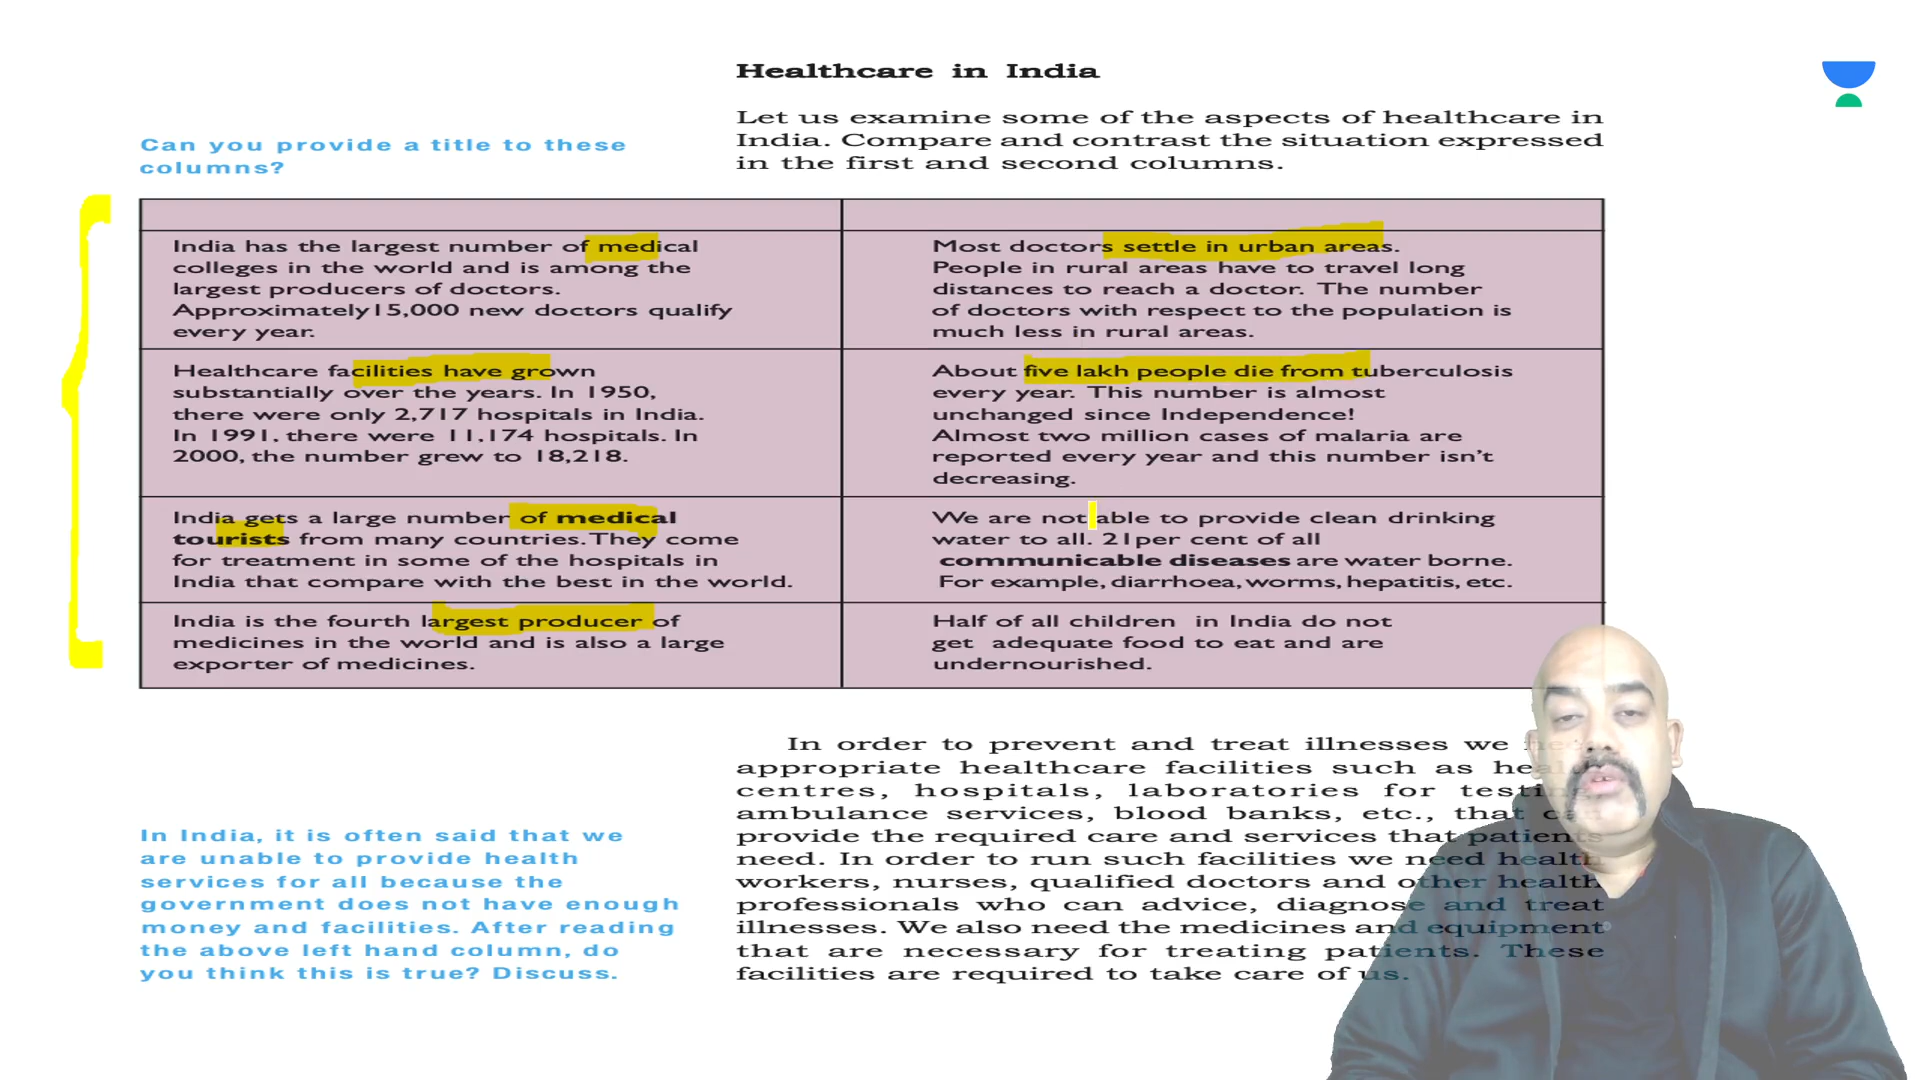 Healthcare in India
Let us examine some of the aspects of healthcare in
India. Compare and contrast the situation expressed
in the first and second columns.
Can you provide a title to these
columns?
India has the largest number of medical
colleges in the world and is among the
largest producers of doctors.
Approximately15,000 new doctors qualify
every year.
Most doctors settle in urban areas.
People in rural areas have to travel long
distances to reach a doctor. The number
of doctors with respect to the population is
much less in rural areas.
Healthcare facilities have grown
substantially over the years. In 1950,
there were only 2,717 hospitals in India.
In 1991, there were 11,174 hospitals. In
2000, the number grew to 18,218.
About five lakh people die from tuberculosis
every year. This number is almost
unchanged since Independence!
Almost two million cases of malaria are
reported every year and this number isn't
decreasing.
India gets a large number of medical
tourists from many countries. They come
for treatment in some of the hospitals in
India that compare with the best in the world.
We are not able to provide clean drinking
water to all. 21per cent of all
communicable diseases are water borne.
For example, diarrhoea, worms, hepatitis, etc.
India is the fourth largest producer of
medicines in the world and is also a large
exporter of medicines.
Half of all children in India do not
get adequate food to eat and are
undernourished.
In order to prevent and treat illnesses we
appropriate healthcare facilities such as health
centres, hospitals, laboratories for testing,
ambulance services, blood banks, etc., that can
provide the required care and services that patients
need. In order to run such facilities we need health
workers, nurses, qualified doctors and other health
professionals who can advice, diagnose and treat
illnesses. We also need the medicines and equipment
that are necessary for treating patients. These
facilities are required to take care of us.
In India, it is often said that we
are unable to provide health
services for all because the
government does not have enough
money and facilities. After reading
the above left hand column, do
you think this is true? Discuss.